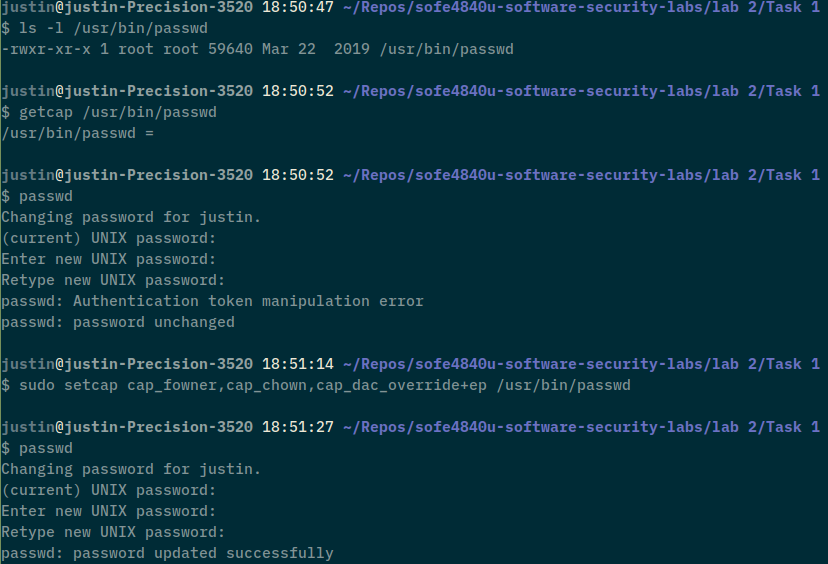 justin@justin-Precision-3520 18:50:47 ~/Repos/sofe4840u-software-security-labs/lab 2/Task 1
$ ls -l /usr/bin/passwd
-rwxr-xr-x 1 root root 59640 Mar 22  2019 /usr/bin/passwd
justin@justin-Precision-3520 18:50:52 ~/Repos/sofe4840u-software-security-labs/lab 2/Task 1
$ getcap /usr/bin/passwd
/usr/bin/passwd =
justin@justin-Precision-3520 18:50:52 ~/Repos/sofe4840u-software-security-labs/lab 2/Task 1
$ passwd
Changing password for justin.
(current) UNIX password:
Enter new UNIX password:
Retype new UNIX password:
passwd: Authentication token manipulation error
passwd: password unchanged
justin@justin-Precision-3520 18:51:14 ~/Repos/sofe4840u-software-security-labs/lab 2/Task 1
$ sudo setcap cap_fowner,cap_chown,cap_dac_override+ep /usr/bin/passwd
justin@justin-Precision-3520 18:51:27 ~/Repos/sofe4840u-software-security-labs/lab 2/Task 1
$ passwd
Changing password for justin.
(current) UNIX password:
Enter new UNIX password:
Retype new UNIX password:
passwd: password updated successfully